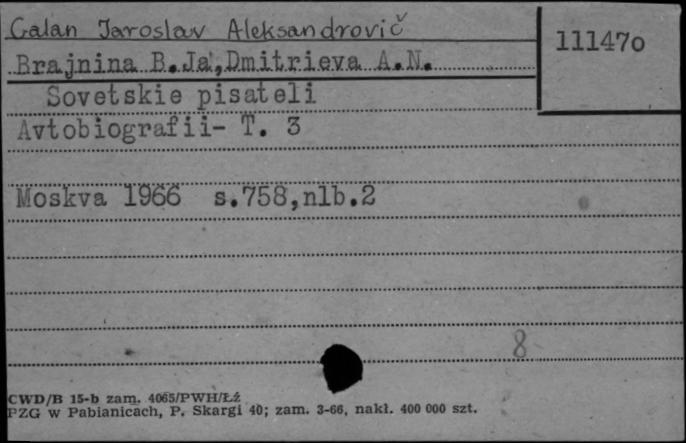 Galan Jaroslav Aleksandrovič
111470
Brajnina B.Ja,Dmitrieva A.N.
Sovetskie pisateli
Avtobiografii- T. 3
Moskva 1966 s.758,nlb.2
8
CWD/B 15-b zam. 4065/PWH/Łż
PZG w Pabianicach, P. Skargi 40; zam. 3-66, nakł. 400 000 szt.